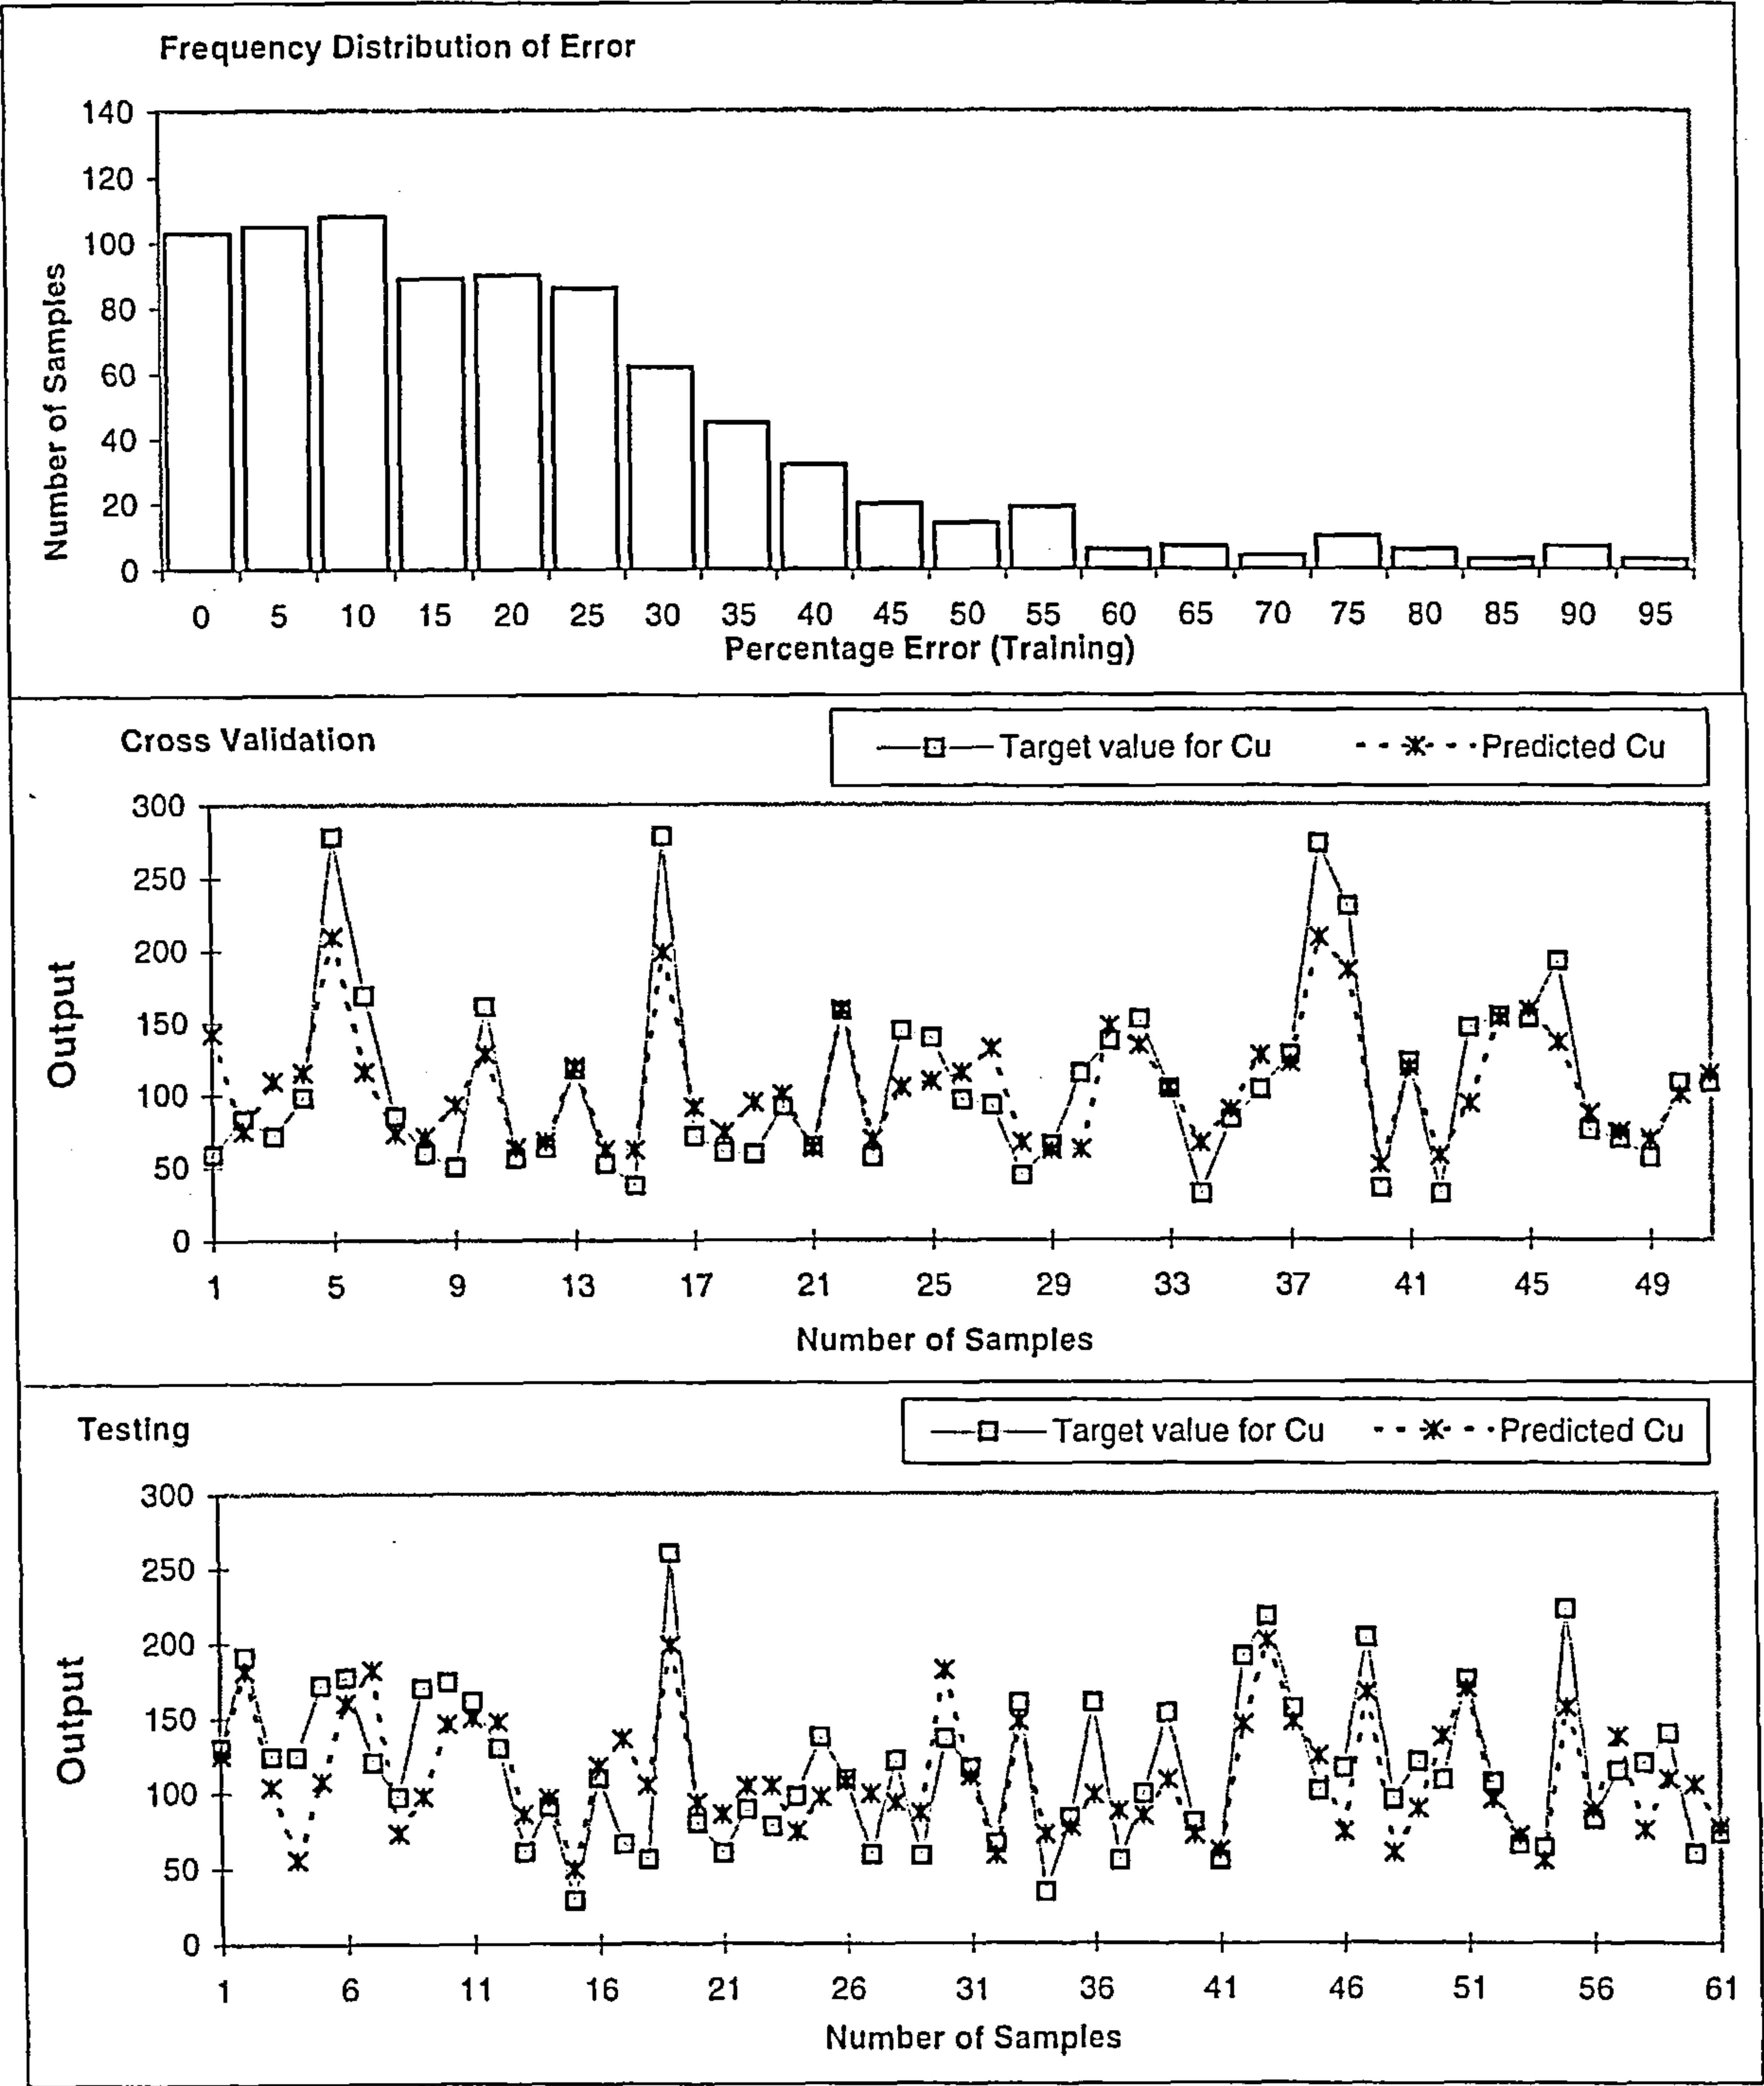 Frequency Distribution of Error
Number of Samples
140
120
100
80
60
40
20
0
0 5 10 15 20 25 30 35 40 45 50 55 60 65 70 75 80 85 90 95
Percentage Error (Training)
Cross Validation
Target value for Cu Predicted Cu
Output
300
250
200
150
100
50
0
1 5 9 13 17 21 25 29 33 37 41 45 49
Number of Samples
Testing
Target value for Cu Predicted Cu
Output
300
250
200
150
100
50
0
1 6 11 16 21 26 31 36 41 46 51 56 61
Number of Samples